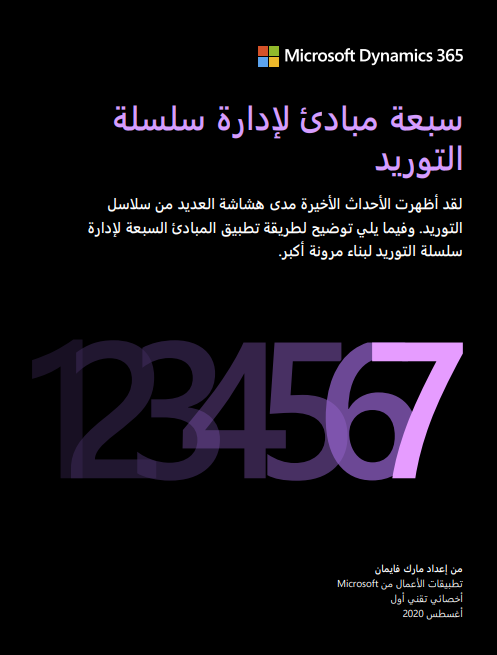 Microsoft Dynamics 365
سبعة مبادئ لإدارة سلسلة
التوريد
لقد أظهرت الأحداث الأخيرة مدى هشاشة العديد من سلاسل
التوريد. وفيما يلي توضيح لطريقة تطبيق المبادئ السبعة لإدارة
سلسلة التوريد لبناء مرونة أكبر.
1234567
من إعداد مارك فايمان
تطبيقات الأعمال من Microsoft
أخصائي تقني أول
أغسطس 2020